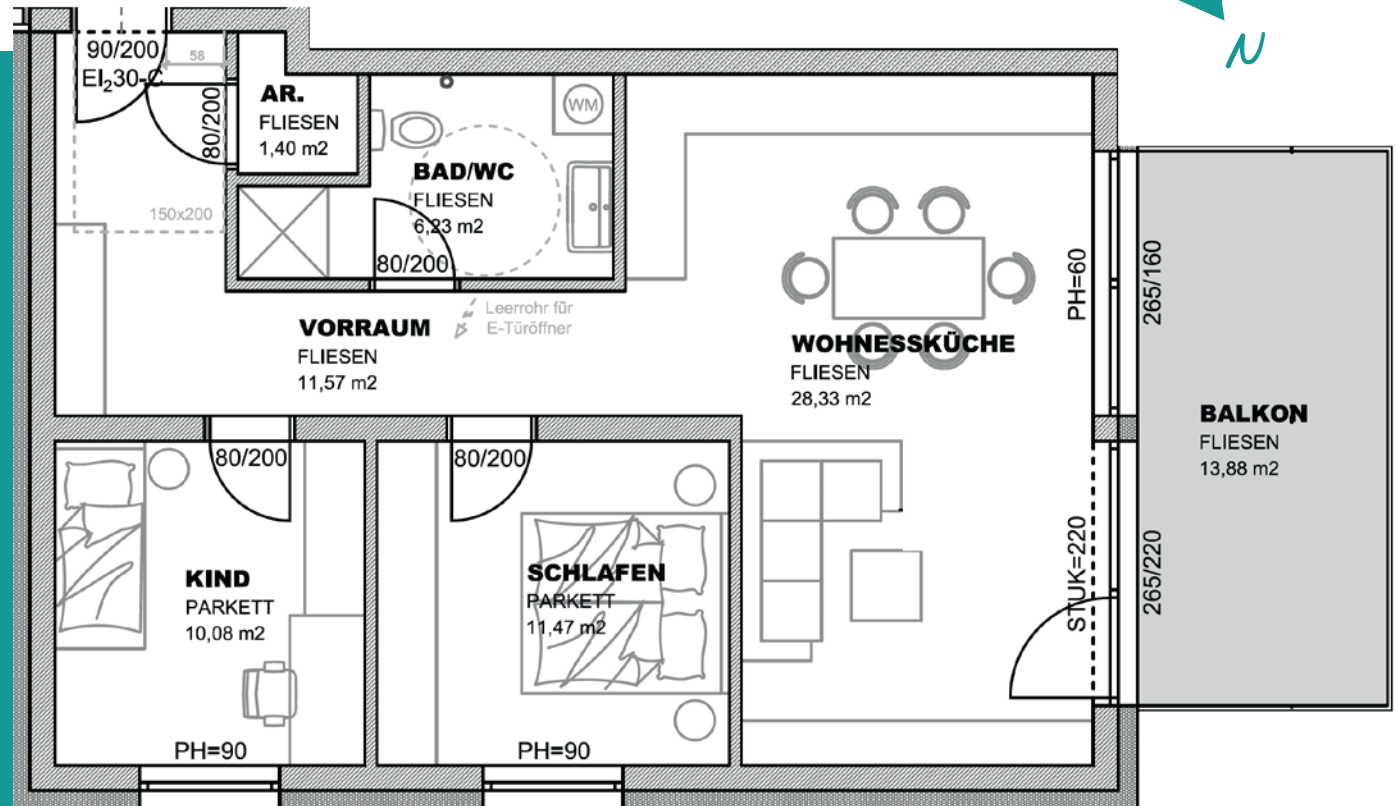 N
90/200
EI₂30-C
58
80/200
150x200
AR.
FLIESEN
1,40 m2
WM
BAD/WC
FLIESEN
6,23 m2
80/200
Leerrohr für
E-Türöffner
VORRAUM
FLIESEN
11,57 m2
WOHNESSKÜCHE
FLIESEN
28,33 m2
PH=60
265/160
BALKON
FLIESEN
13,88 m2
STUK=220
265/220
80/200
KIND
PARKETT
10,08 m2
PH=90
80/200
SCHLAFEN
PARKETT
11,47 m2
PH=90